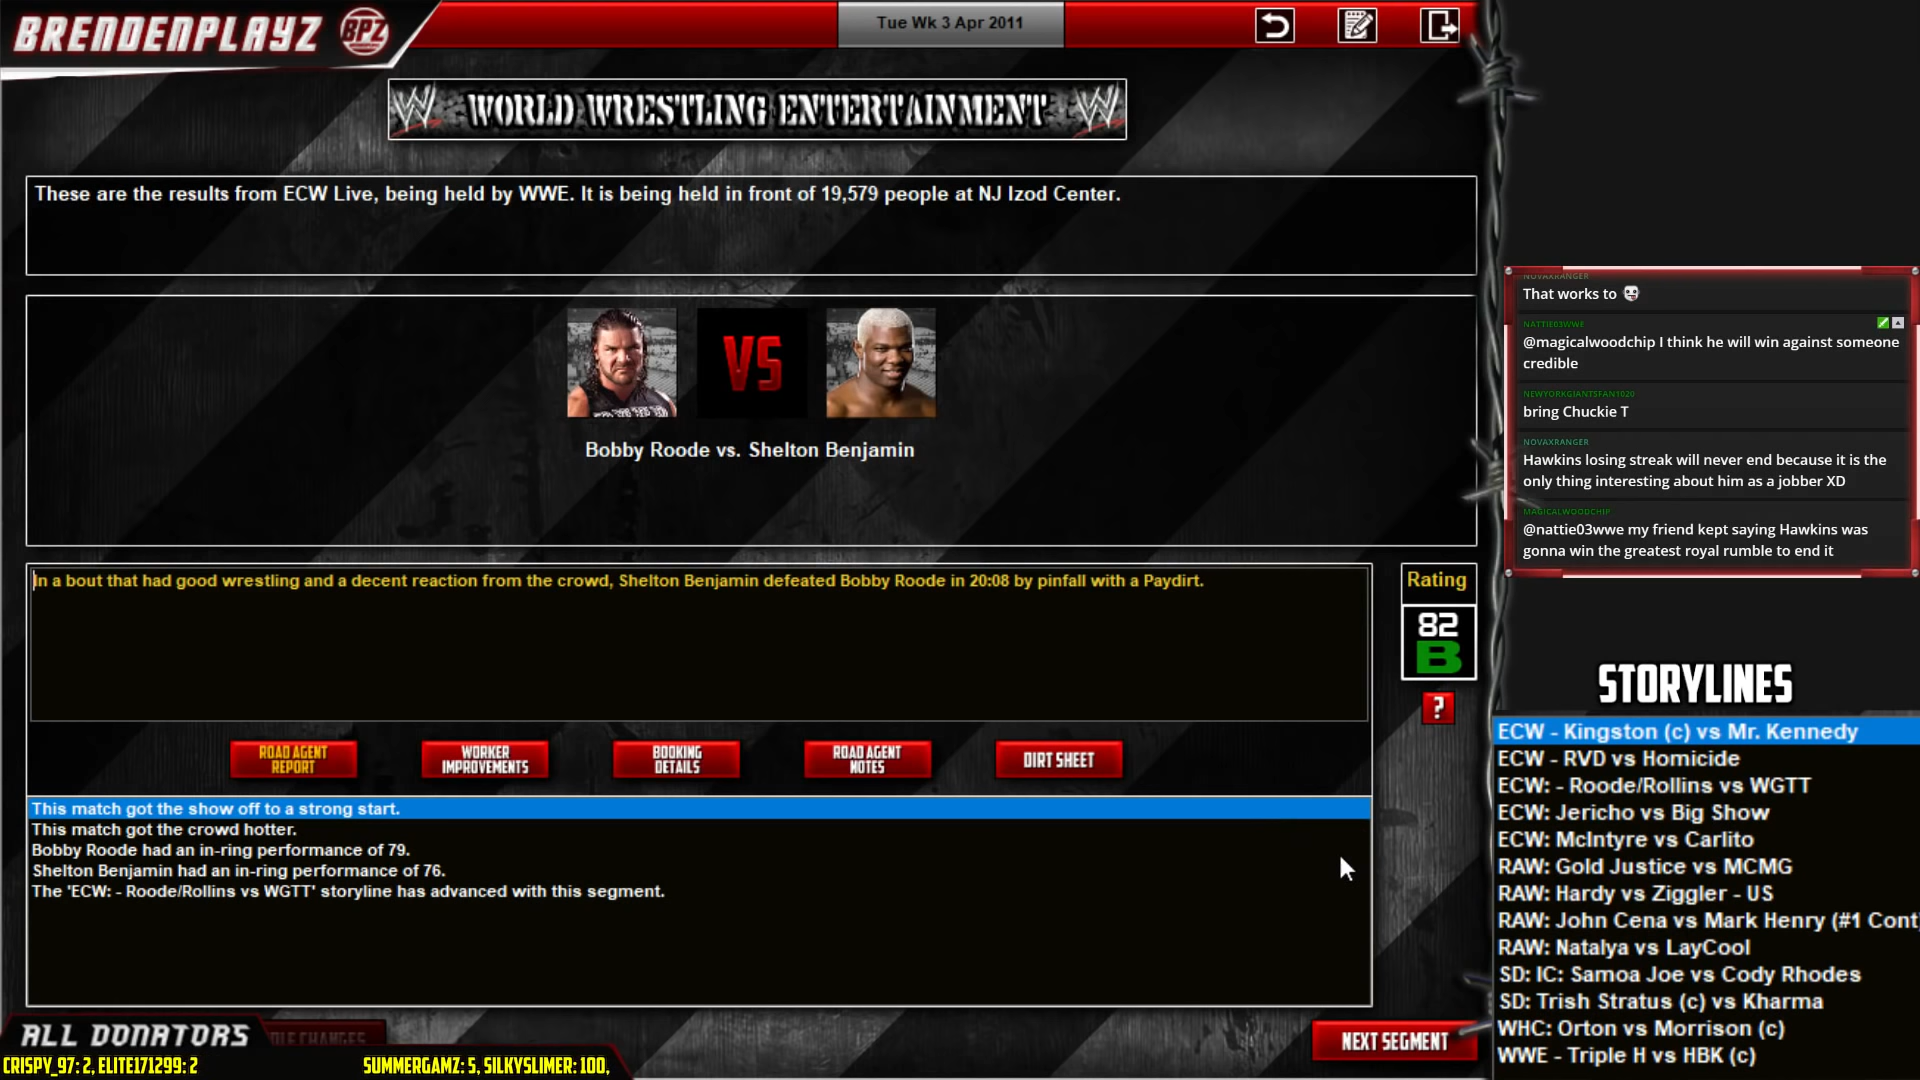 BRENDENPLAYZ
BPZ
Tue Wk 3 Apr 2011
WORLD WRESTLING ENTERTAINMENT
These are the results from ECW Live, being held by WWE. It is being held in front of 19,579 people at NJ Izod Center.
VS
Bobby Roode vs. Shelton Benjamin
In a bout that had good wrestling and a decent reaction from the crowd, Shelton Benjamin defeated Bobby Roode in 20:08 by pinfall with a Paydirt.
Rating
82
B
?
ROAD AGENT
REPORT
WORKER
IMPROVEMENTS
BOOKING
DETAILS
ROAD AGENT
NOTES
DIRT SHEET
This match got the show off to a strong start.
This match got the crowd hotter.
Bobby Roode had an in-ring performance of 79.
Shelton Benjamin had an in-ring performance of 76.
The 'ECW: - Roode/Rollins vs WGTT' storyline has advanced with this segment.
NEXT SEGMENT
ALL DONATORS
CRISPY_97: 2, ELITE171299: 2
SUMMERGAMZ: 5, SILKYSLIMER: 100,
NOVAXRANGER
That works to
NATTIE03WWE
@magicalwoodchip I think he will win against someone
credible
NEWYORKGIANTSFAN1020
bring Chuckie T
NOVAXRANGER
Hawkins losing streak will never end because it is the
only thing interesting about him as a jobber XD
MAGICALWOODCHIP
@nattie03wwe my friend kept saying Hawkins was
gonna win the greatest royal rumble to end it
STORYLINES
ECW - Kingston (c) vs Mr. Kennedy
ECW - RVD vs Homicide
ECW: - Roode/Rollins vs WGTT
ECW: Jericho vs Big Show
ECW: McIntyre vs Carlito
RAW: Gold Justice vs MCMG
RAW: Hardy vs Ziggler - US
RAW: John Cena vs Mark Henry (#1 Cont
RAW: Natalya vs LayCool
SD: IC: Samoa Joe vs Cody Rhodes
SD: Trish Stratus (c) vs Kharma
WHC: Orton vs Morrison (c)
WWE - Triple H vs HBK (c)